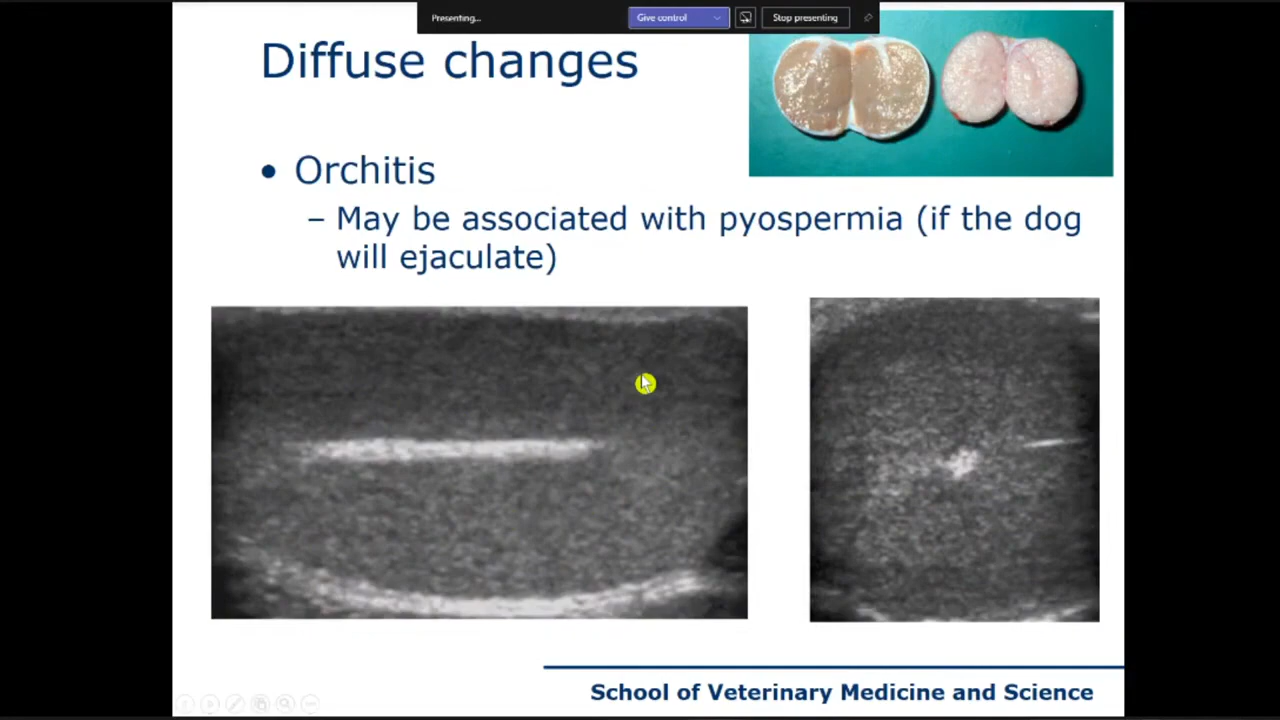 Presenting...
Give control
Stop presenting
Diffuse changes
• Orchitis
– May be associated with pyospermia (if the dog
will ejaculate)
School of Veterinary Medicine and Science